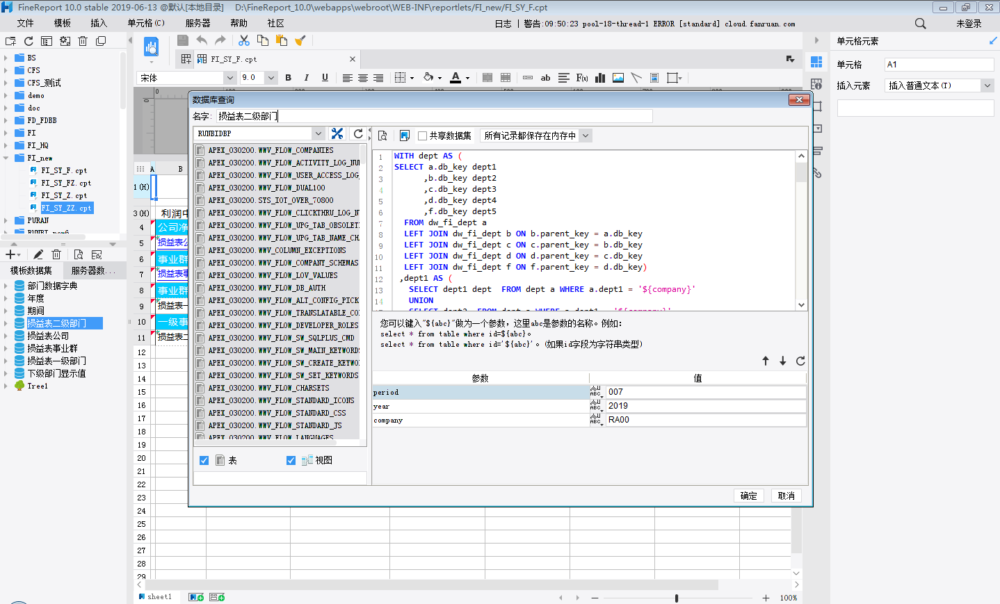 FineReport 10.0 stable 2019-06-13 @默认[本地目录] D:\FineReport_10.0\webapps\webroot\WEB-INF\reportlets/FI_new/FI_SY_F.cpt
文件 模板 插入 单元格(C) 服务器 帮助 社区 日志 | 警告:09:50:23 pool-18-thread-1 ERROR [standard] cloud.fanruan.com 未登录
BS
CFS
CFS_测试
demo
doc
FD_FDBB
FI
FI_HQ
FI_new
FI_SY_F.cpt
FI_SY_FZ.cpt
FI_SY_Z.cpt
FI_SY_ZZ.cpt
PURAN
模板数据集 服务器数...
部门数据字典
年度
期间
损益表二级部门
损益表公司
损益表事业群
损益表一级部门
下级部门显示值
Tree1
FI_SY_F.cpt
宋体 9.0 B I U A ab F(x)
A B
1(H)
3(H) 利润中
4 公司净
5 损益表公
6 事业群
7 损益表事
8 事业群
9 损益表一
10 一级事
11 损益表二
12
13
14
15
16
17
18
19
20
21
22
23
24
25
26
27
28
29
sheet1
100%
数据库查询
名字: 损益表二级部门
RUNBIDBP
APEX_030200.WWV_FLOW_COMPANIES
APEX_030200.WWV_FLOW_ACTIVITY_LOG_NU
APEX_030200.WWV_FLOW_USER_ACCESS_LOG_
APEX_030200.WWV_FLOW_DUAL100
APEX_030200.SYS_IOT_OVER_70800
APEX_030200.WWV_FLOW_CLICKTHRU_LOG_N
APEX_030200.WWV_FLOW_UPG_TAB_OBSOLET
APEX_030200.WWV_FLOW_UPG_TAB_NAME_CH
APEX_030200.WWV_COLUMN_EXCEPTIONS
APEX_030200.WWV_FLOW_COMPANY_SCHEMAS
APEX_030200.WWV_FLOW_LOV_VALUES
APEX_030200.WWV_FLOW_DB_AUTH
APEX_030200.WWV_FLOW_ALT_CONFIG_PICK
APEX_030200.WWV_FLOW_TRANSLATABLE_CO
APEX_030200.WWV_FLOW_DEVELOPER_ROLES
APEX_030200.WWV_FLOW_SW_SQLPLUS_CMD
APEX_030200.WWV_FLOW_SW_MAIN_KEYWORDS
APEX_030200.WWV_FLOW_SW_CREATE_KEYWO
APEX_030200.WWV_FLOW_SW_SET_KEYWORDS
APEX_030200.WWV_FLOW_CHARSETS
APEX_030200.WWV_FLOW_STANDARD_ICONS
APEX_030200.WWV_FLOW_STANDARD_CSS
APEX_030200.WWV_FLOW_STANDARD_JS
APEX_030200.WWV_FLOW_LANGUAGES
表 视图
共享数据集 所有记录都保存在内存中
1 WITH dept AS (
2 SELECT a.db_key dept1
3 ,b.db_key dept2
4 ,c.db_key dept3
5 ,d.db_key dept4
6 ,f.db_key dept5
7 FROM dw_fi_dept a
8 LEFT JOIN dw_fi_dept b ON b.parent_key = a.db_key
9 LEFT JOIN dw_fi_dept c ON c.parent_key = b.db_key
10 LEFT JOIN dw_fi_dept d ON d.parent_key = c.db_key
11 LEFT JOIN dw_fi_dept f ON f.parent_key = d.db_key)
12 ,dept1 AS (
13 SELECT dept1 dept FROM dept a WHERE a.dept1 = '${company}'
14 UNION
您可以键入"${abc}"做为一个参数，这里abc是参数的名称。例如:
select * from table where id=${abc}。
select * from table where id='${abc}'。(如果id字段为字符串类型)
参数 值
period 007
year 2019
company RA00
确定 取消
单元格元素
单元格 A1
插入元素 插入普通文本(T)